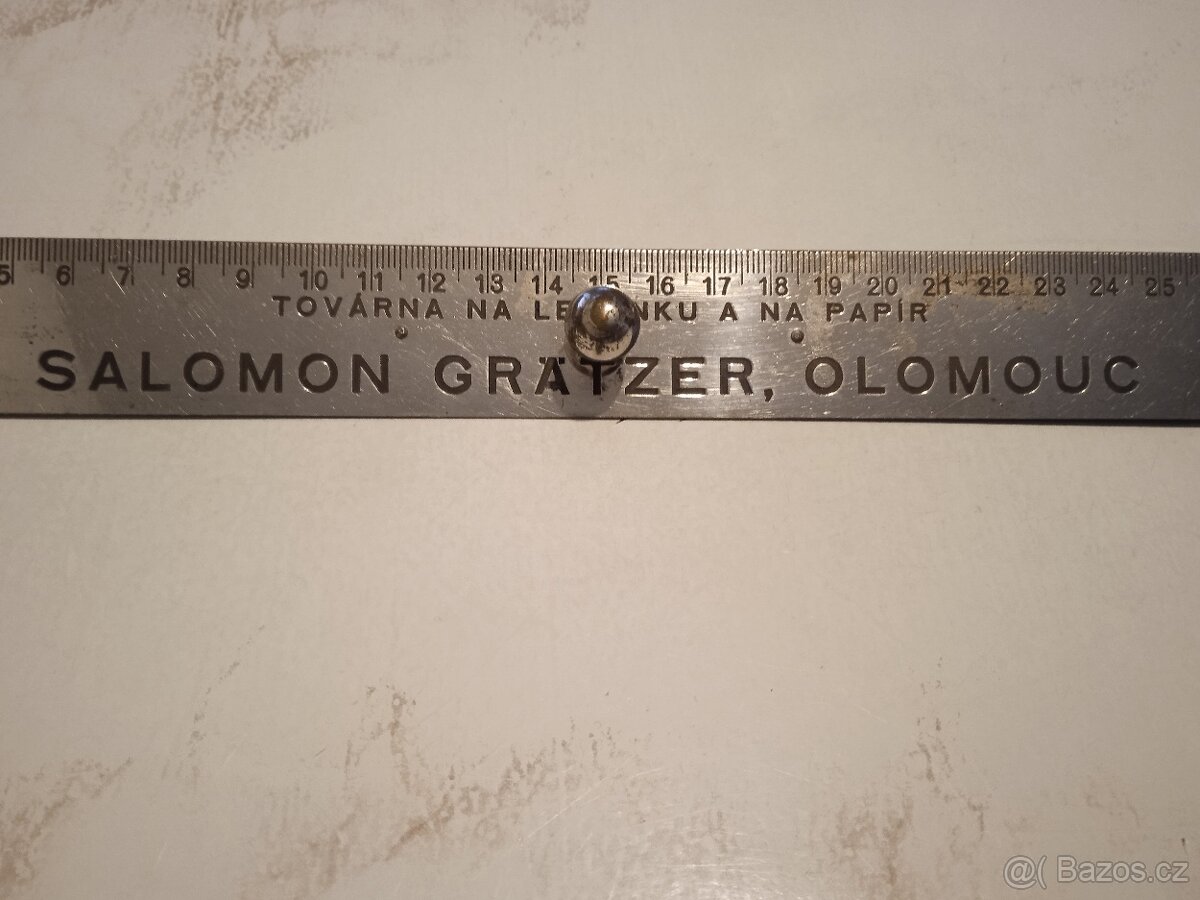 5 6 7 8 9 10 11 12 13 14 15 16 17 18 19 20 21 22 23 24 25
TOVÁRNA NA A NA PAPÍR
SALOMON GRÄTZER, OLOMOUC
@( Bazos.cz